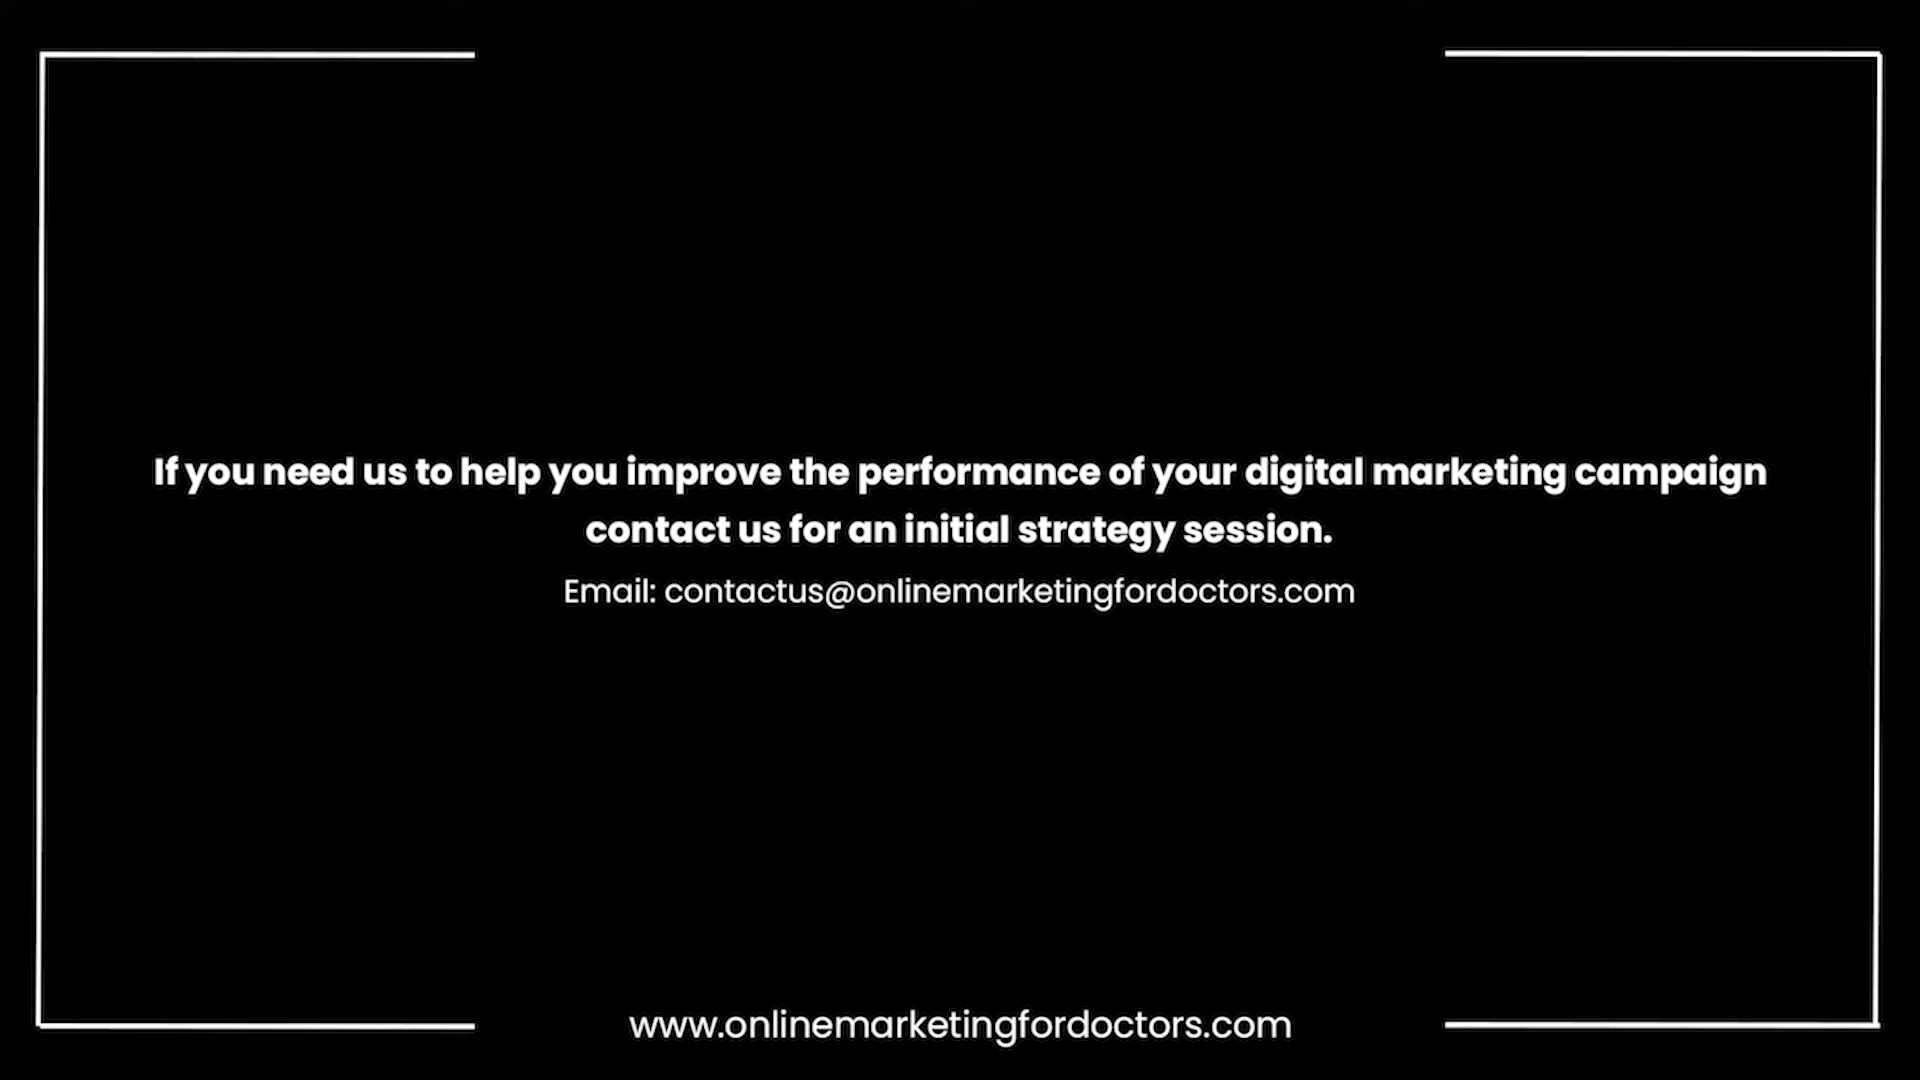 If you need us to help you improve the performance of your digital marketing campaign
contact us for an initial strategy session.
Email: contactus@onlinemarketingfordoctors.com
www.onlinemarketingfordoctors.com